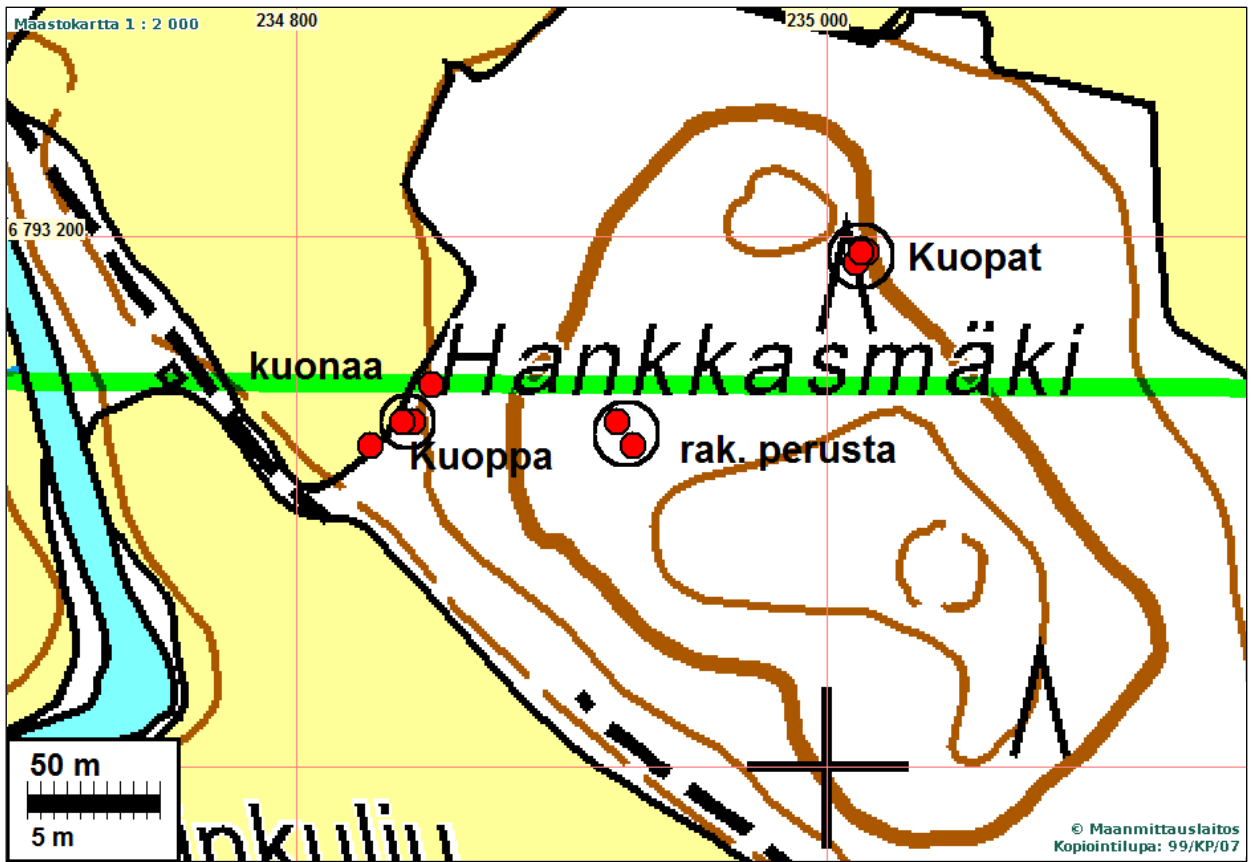 Maastokartta 1 : 2 000
234 800
235 000
6 793 200
Kuopat
Hankkasmäki
kuonaa
Kuoppa
rak. perusta
50 m
5 m
© Maanmittauslaitos
Kopiointilupa: 99/KP/07